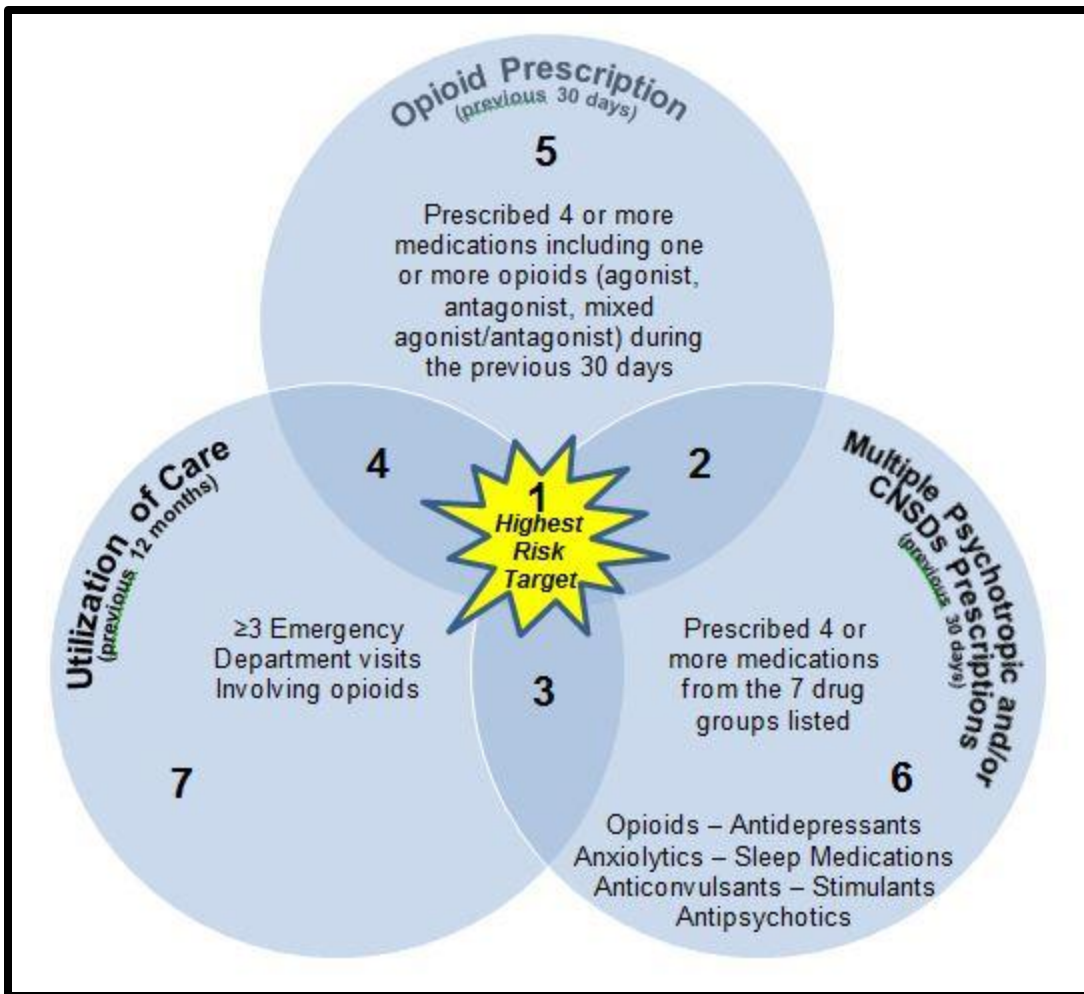 Opioid Prescription
(previous 30 days)
5
Prescribed 4 or more
medications including one
or more opioids (agonist,
antagonist, mixed
agonist/antagonist) during
the previous 30 days
4
2
1
Highest
Risk
Target
Utilization of Care
(previous 12 months)
≥3 Emergency
Department visits
Involving opioids
7
3
Multiple Psychotropic and/or
CNSDs Prescriptions
(previous 30 days)
Prescribed 4 or
more medications
from the 7 drug
groups listed
6
Opioids – Antidepressants
Anxiolytics – Sleep Medications
Anticonvulsants – Stimulants
Antipsychotics